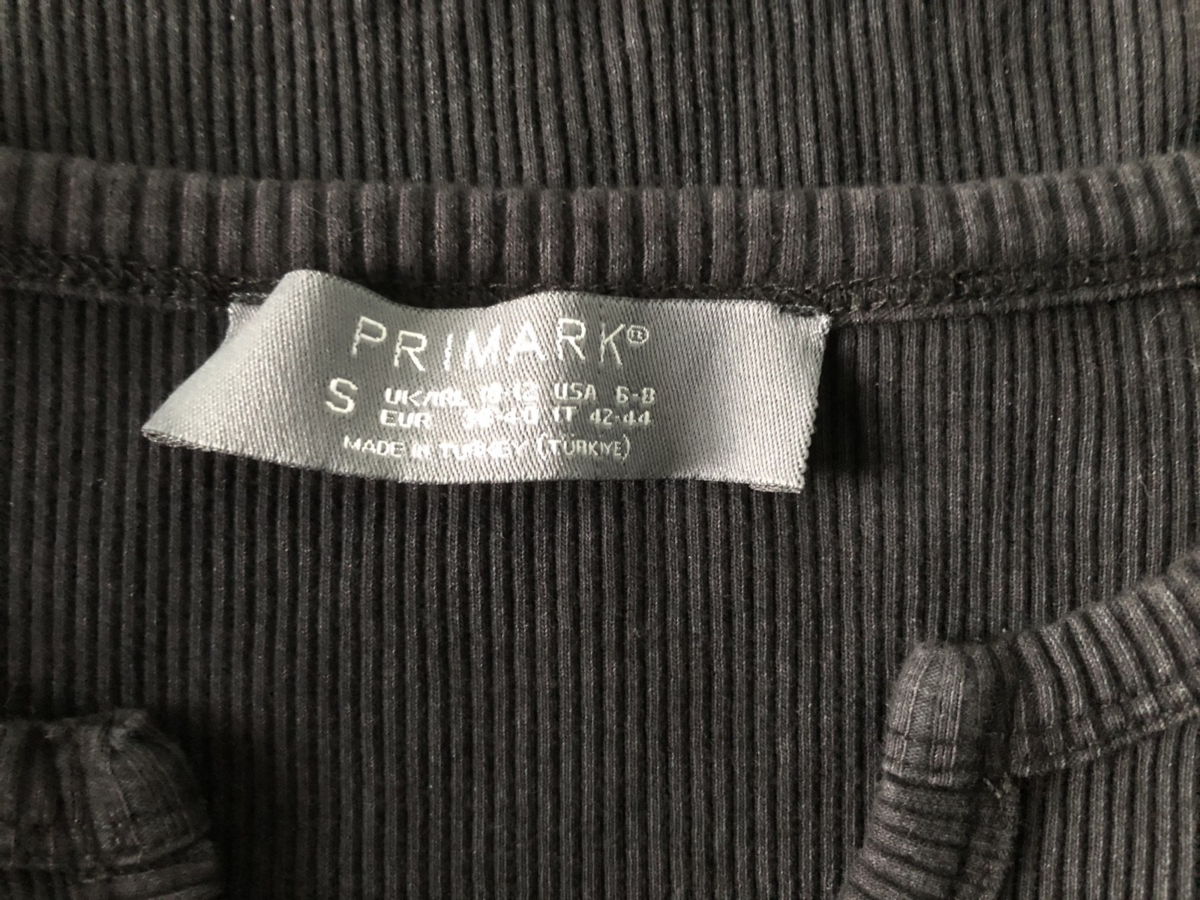 PRIMARK®
S UK/IRL 10-12 USA 6-8
EUR 38-40 IT 42-44
MADE IN TURKEY (TÜRKIYE)